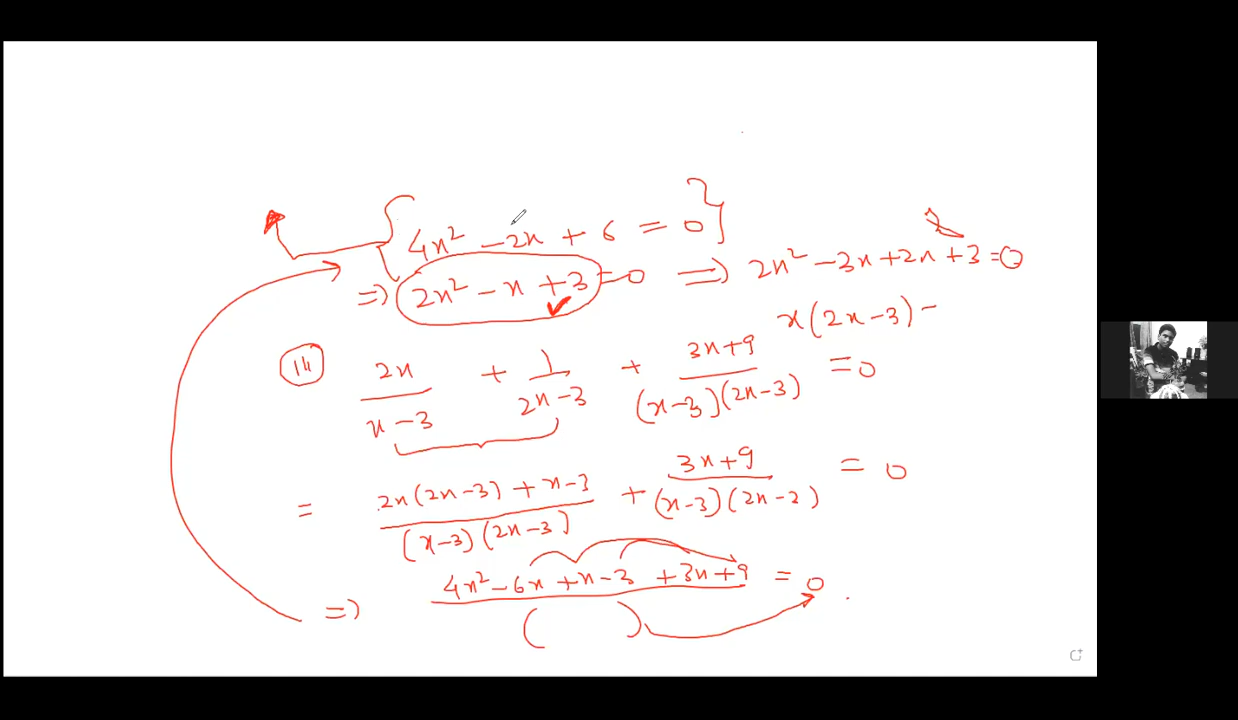 4x² - 2x + 6 = 0
⇒ 2x² - x + 3 = 0 ⇒ 2x² - 3x + 2x + 3 = 0
x(2x - 3) -
(14) 2x/(x - 3) + 1/(2x - 3) + (3x + 9)/((x - 3)(2x - 3)) = 0
= (2x(2x - 3) + x - 3)/((x - 3)(2x - 3)) + (3x + 9)/((x - 3)(2x - 2)) = 0
⇒ (4x² - 6x + x - 3 + 3x + 9)/( ) = 0